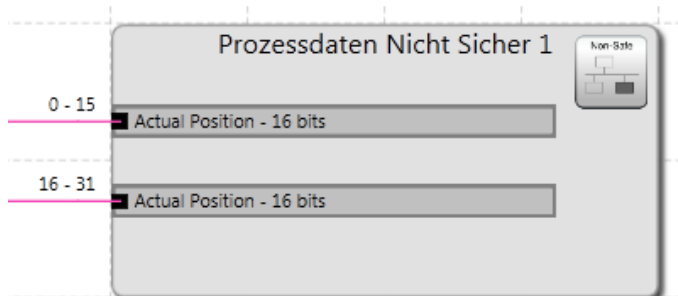 Prozessdaten Nicht Sicher 1
Non-Safe
0 - 15
Actual Position - 16 bits
16 - 31
Actual Position - 16 bits